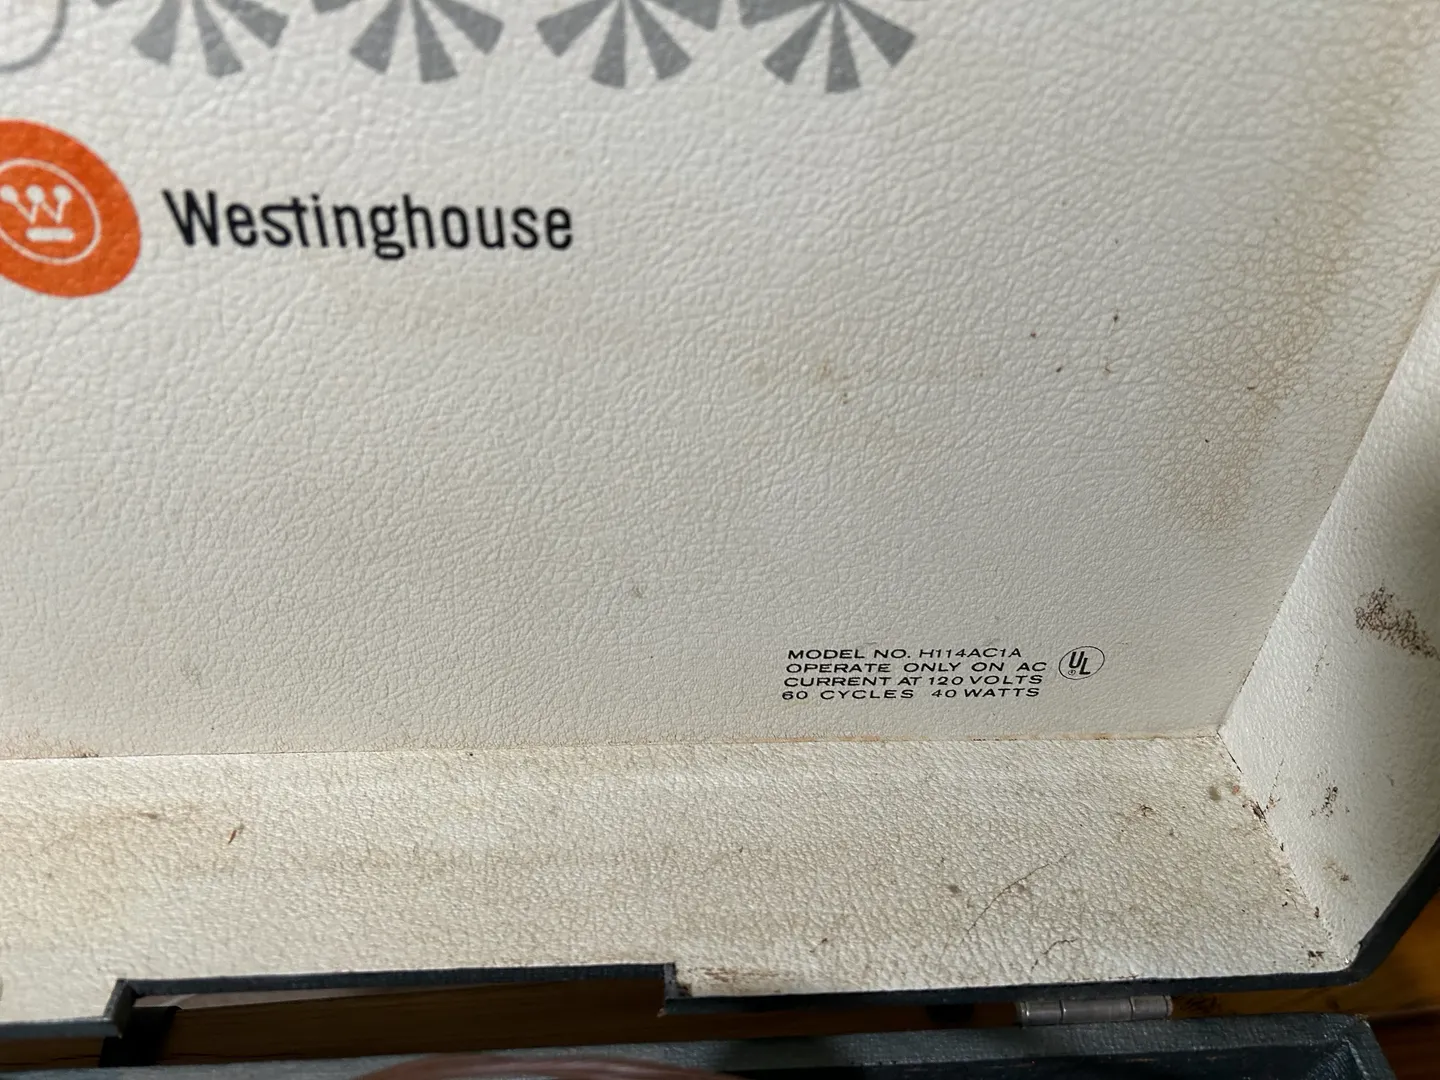 Westinghouse
MODEL NO. H114AC1A
OPERATE ONLY ON AC
CURRENT AT 120 VOLTS
60 CYCLES 40 WATTS
UL